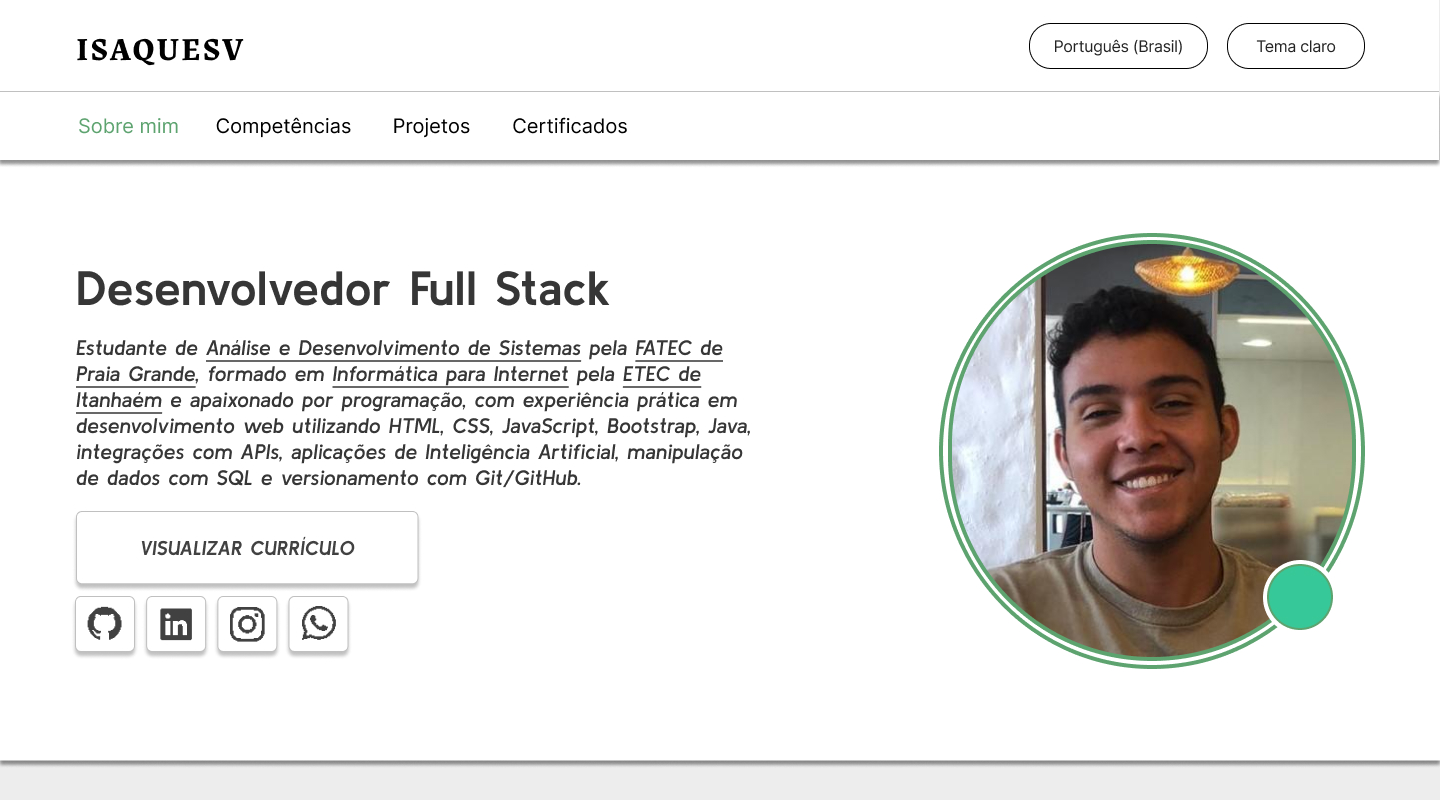 ISAQUESV
Português (Brasil)
Tema claro
Sobre mim
Competências
Projetos
Certificados
Desenvolvedor Full Stack
Estudante de Análise e Desenvolvimento de Sistemas pela FATEC de
Praia Grande, formado em Informática para Internet pela ETEC de
Itanhaém e apaixonado por programação, com experiência prática em
desenvolvimento web utilizando HTML, CSS, JavaScript, Bootstrap, Java,
integrações com APIs, aplicações de Inteligência Artificial, manipulação
de dados com SQL e versionamento com Git/GitHub.
VISUALIZAR CURRÍCULO
in